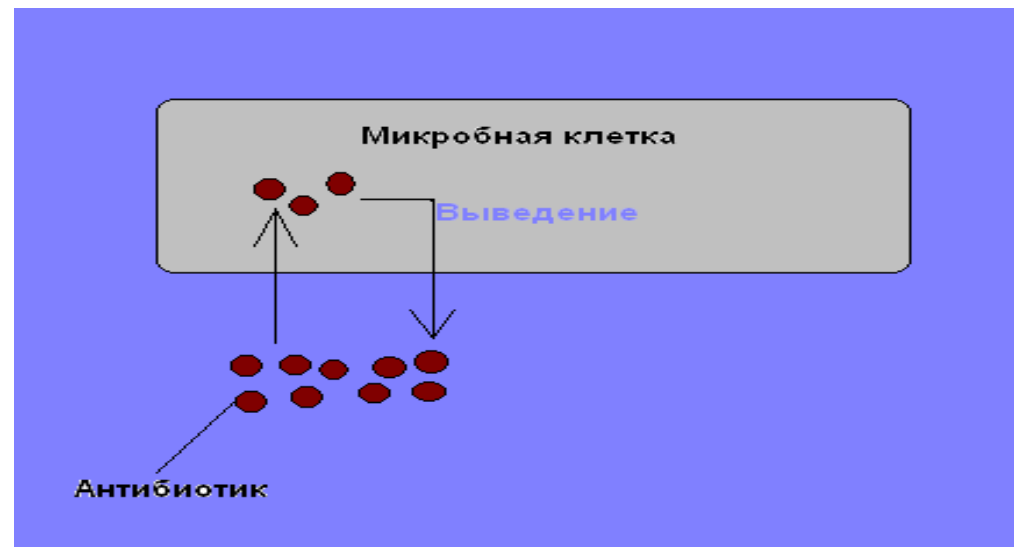 Микробная клетка
Выведение
Антибиотик